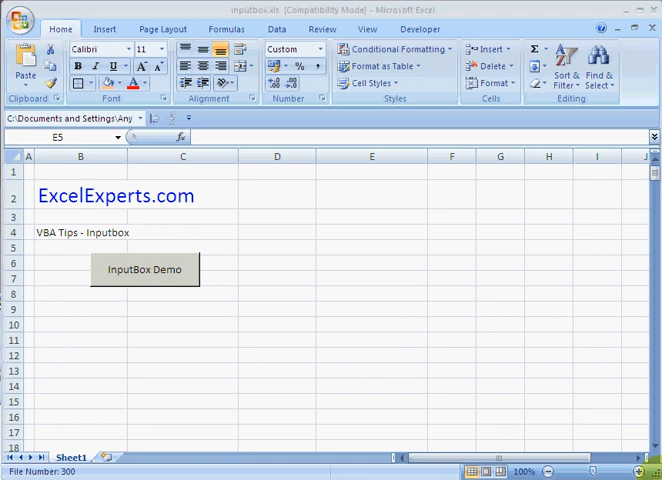 inputbox.xls [Compatibility Mode] - Microsoft Excel
Home Insert Page Layout Formulas Data Review View Developer
Calibri 11 Custom Conditional Formatting Insert Σ
Paste B I U A A % , Format as Table Delete Sort & Filter Find & Select
A Cell Styles Format
Clipboard Font Alignment Number Styles Cells Editing
C:\Documents and Settings\Any
E5 fx
A B C D E F G H I J
1
2 ExcelExperts.com
3
4 VBA Tips - Inputbox
5
6 InputBox Demo
7
8
9
10
11
12
13
14
15
16
17
18
Sheet1
File Number: 300 100%